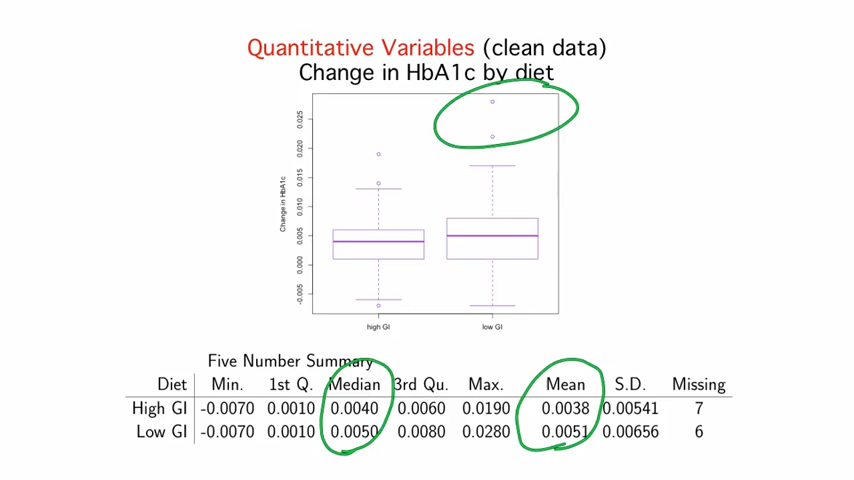 Quantitative Variables (clean data)
Change in HbA1c by diet
Change in HbA1c
0.025
0.020
0.015
0.010
0.005
0.000
-0.005
high GI low GI
Five Number Summary
Diet Min. 1st Q. Median 3rd Qu. Max. Mean S.D. Missing
High GI -0.0070 0.0010 0.0040 0.0060 0.0190 0.0038 0.00541 7
Low GI -0.0070 0.0010 0.0050 0.0080 0.0280 0.0051 0.00656 6